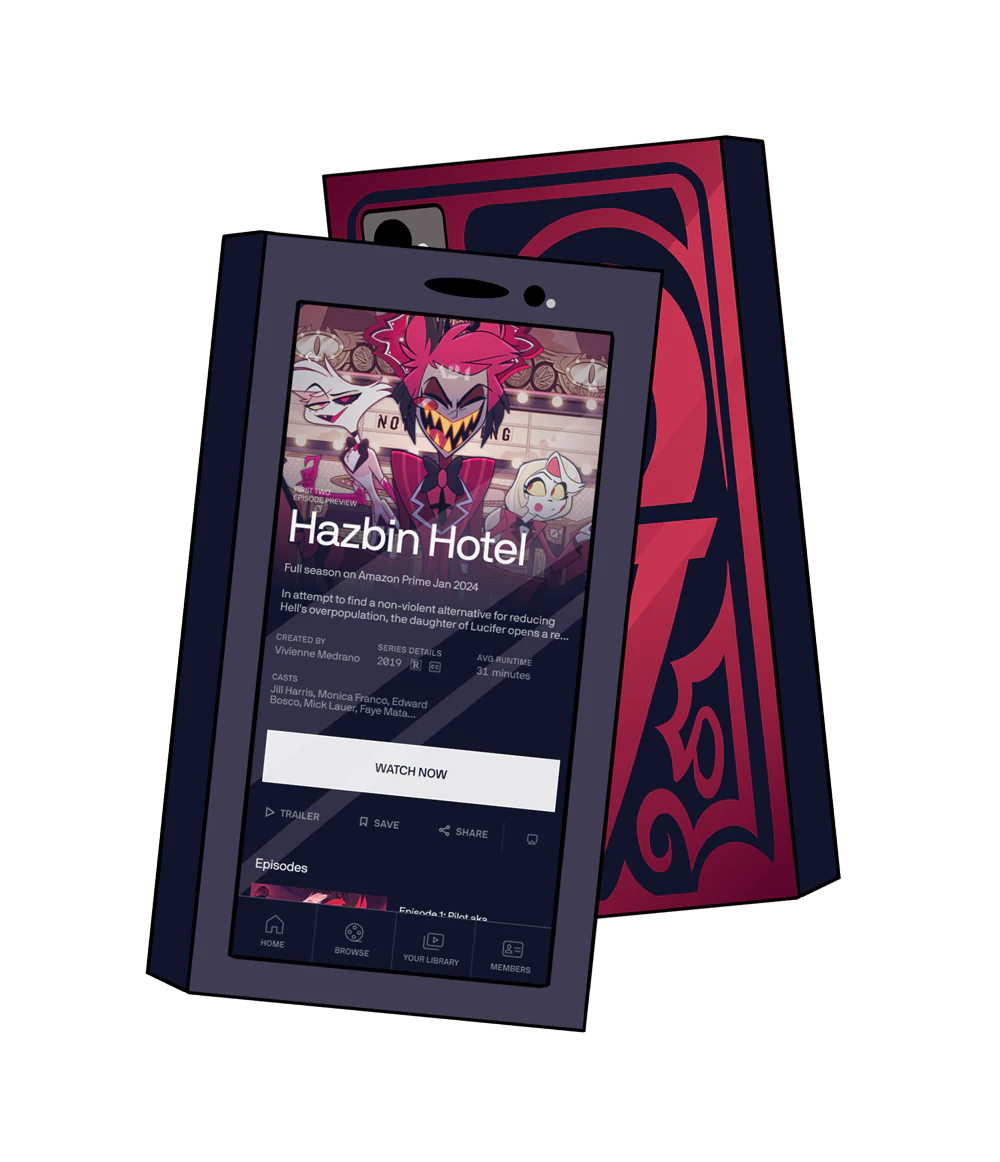 A24
NO NG
FIRST TWO
EPISODE PREVIEW
Hazbin Hotel
Full season on Amazon Prime Jan 2024
In attempt to find a non-violent alternative for reducing
Hell's overpopulation, the daughter of Lucifer opens a re...
CREATED BY
Vivienne Medrano
SERIES DETAILS
2019 R CC
AVG RUNTIME
31 minutes
CASTS
Jill Harris, Monica Franco, Edward
Bosco, Mick Lauer, Faye Mata...
WATCH NOW
TRAILER
SAVE
SHARE
Episodes
Episode 1: Pilot aka
HOME
BROWSE
YOUR LIBRARY
MEMBERS